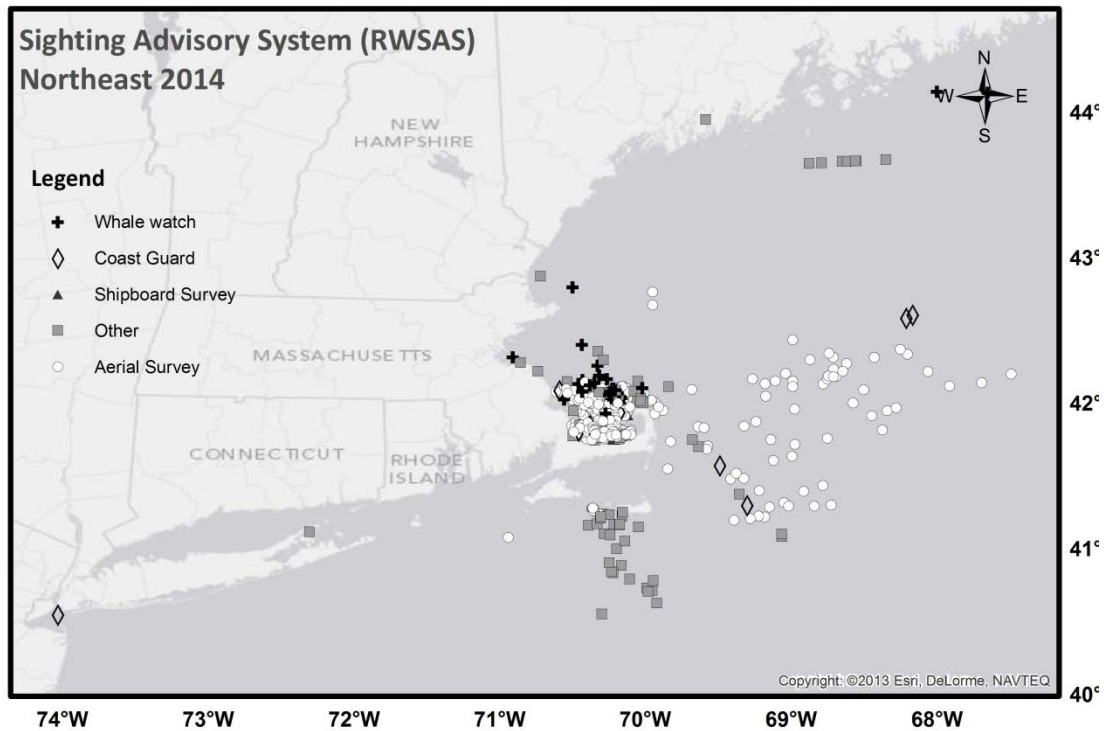 Sighting Advisory System (RWSAS)
Northeast 2014
N
W
E
S
NEW
HAMPSHIRE
Legend
Whale watch
Coast Guard
Shipboard Survey
Other
Aerial Survey
MASSACHUSETTS
CONNECTICUT
RHODE
ISLAND
44°
43°
42°
41°
40°
Copyright: ©2013 Esri, DeLorme, NAVTEQ
74°W 73°W 72°W 71°W 70°W 69°W 68°W